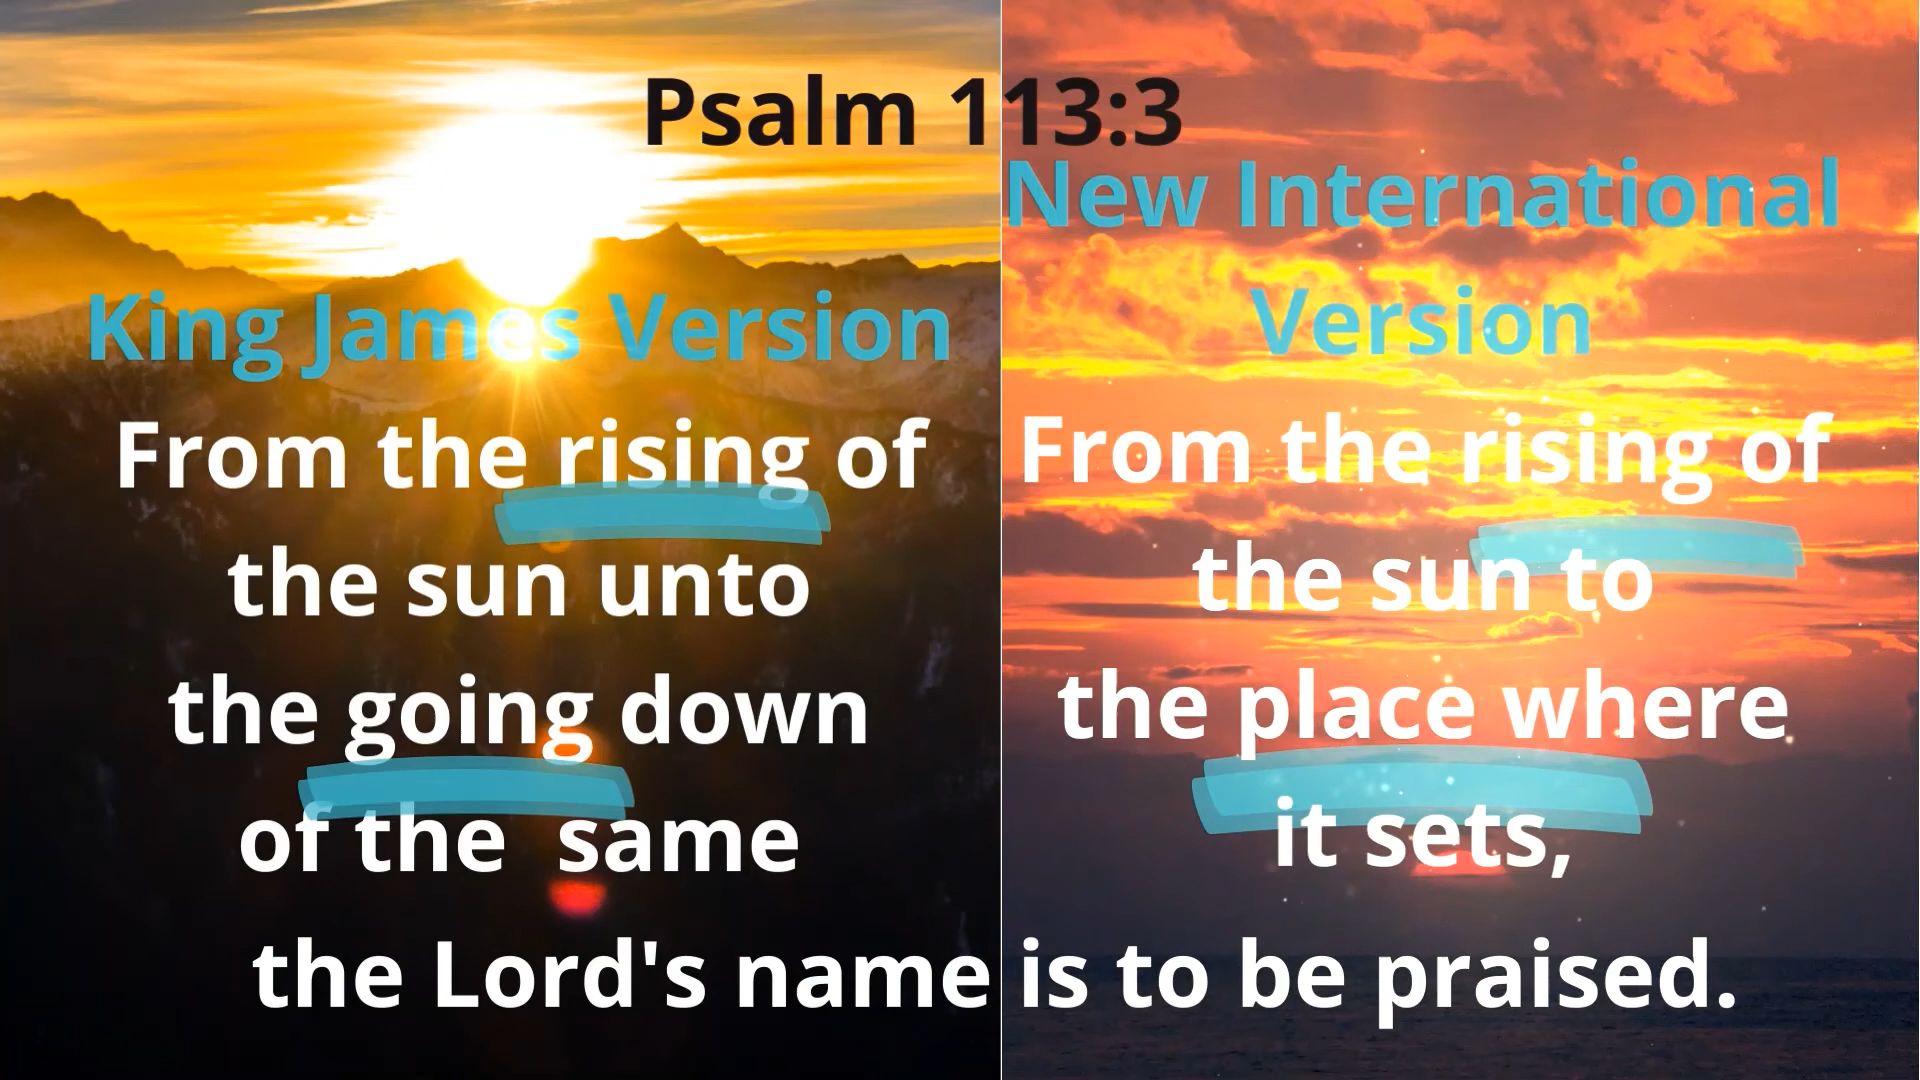 Psalm 113:3
King James Version
From the rising of
the sun unto
the going down
of the  same
New International
Version
From the rising of
the sun to
the place where
it sets,
the Lord's name is to be praised.